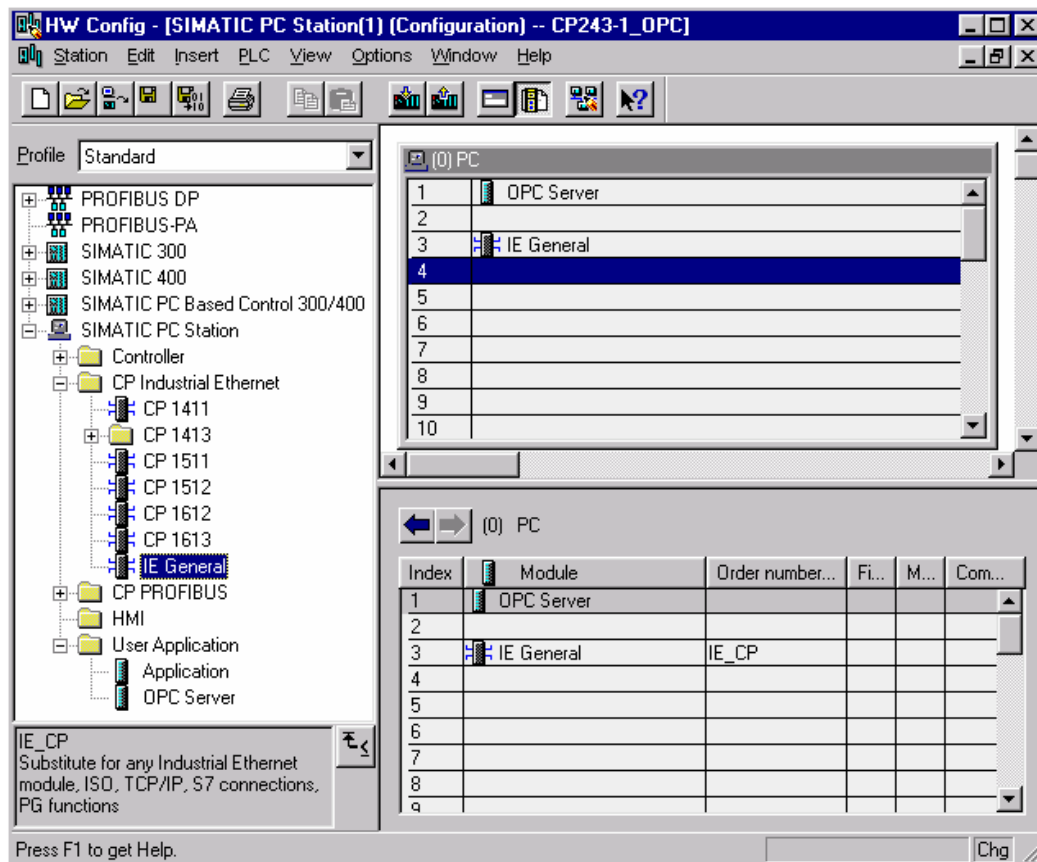 HW Config - [SIMATIC PC Station(1) (Configuration) -- CP243-1_OPC]
Station Edit Insert PLC View Options Window Help
Profile Standard
PROFIBUS DP
PROFIBUS-PA
SIMATIC 300
SIMATIC 400
SIMATIC PC Based Control 300/400
SIMATIC PC Station
Controller
CP Industrial Ethernet
CP 1411
CP 1413
CP 1511
CP 1512
CP 1612
CP 1613
IE General
CP PROFIBUS
HMI
User Application
Application
OPC Server
IE_CP
Substitute for any Industrial Ethernet
module, ISO, TCP/IP, S7 connections,
PG functions
(0) PC
1 OPC Server
2
3 IE General
4
5
6
7
8
9
10
(0) PC
Index Module Order number... Fi... M... Com...
1 OPC Server
2
3 IE General IE_CP
4
5
6
7
8
9
Press F1 to get Help.
Chg